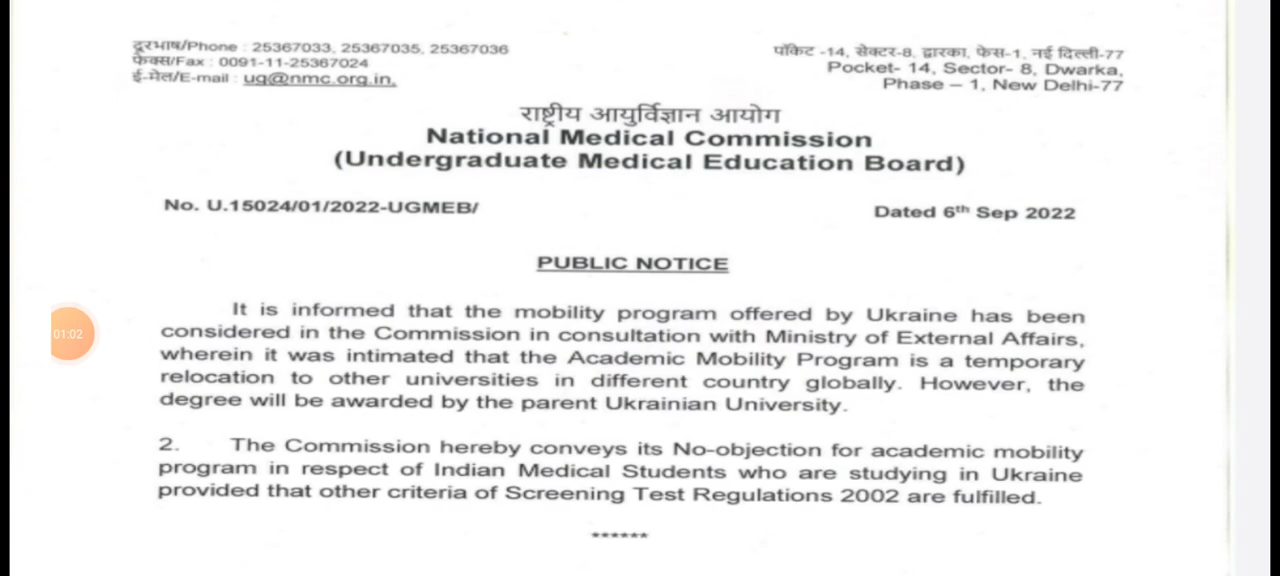 दूरभाष/Phone : 25367033, 25367035, 25367036
फेक्स/Fax : 0091-11-25367024
ई-मेल/E-mail : ug@nmc.org.in,
पॉकेट -14, सेक्टर-8, द्वारका, फेस-1, नई दिल्ली-77
Pocket- 14, Sector- 8, Dwarka,
Phase – 1, New Delhi-77
राष्ट्रीय आयुर्विज्ञान आयोग
National Medical Commission
(Undergraduate Medical Education Board)
No. U.15024/01/2022-UGMEB/
Dated 6th Sep 2022
PUBLIC NOTICE
It is informed that the mobility program offered by Ukraine has been
considered in the Commission in consultation with Ministry of External Affairs,
wherein it was intimated that the Academic Mobility Program is a temporary
relocation to other universities in different country globally. However, the
degree will be awarded by the parent Ukrainian University.
2. The Commission hereby conveys its No-objection for academic mobility
program in respect of Indian Medical Students who are studying in Ukraine
provided that other criteria of Screening Test Regulations 2002 are fulfilled.
******
01:02